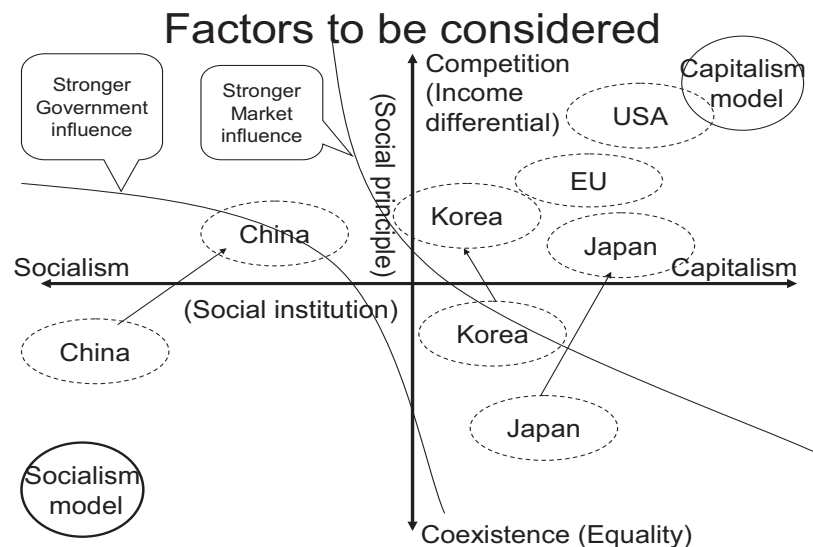 Factors to be considered
Stronger
Government
influence
Stronger
Market
influence
Competition
(Income
differential)
(Social principle)
Capitalism
model
USA
EU
Korea
Japan
China
Socialism
Capitalism
(Social institution)
China
Korea
Japan
Socialism
model
Coexistence (Equality)